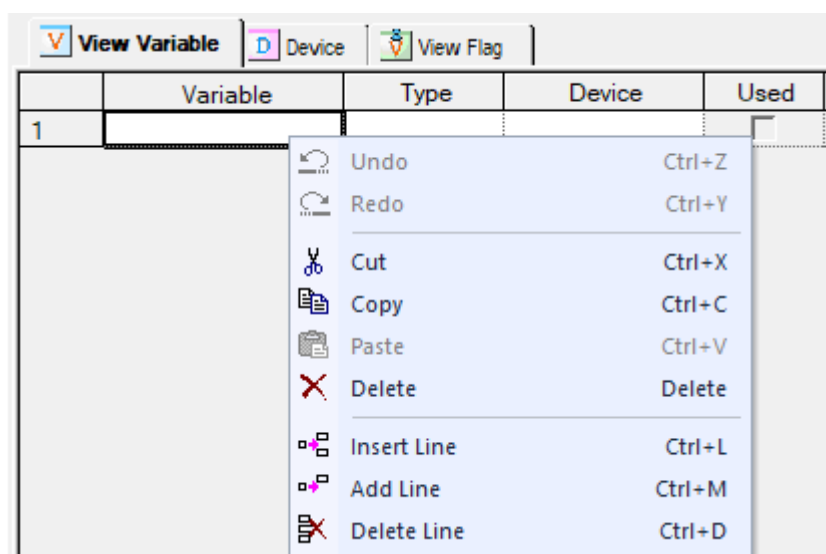 V View Variable D Device V View Flag
Variable Type Device Used
1
Undo Ctrl+Z
Redo Ctrl+Y
Cut Ctrl+X
Copy Ctrl+C
Paste Ctrl+V
Delete Delete
Insert Line Ctrl+L
Add Line Ctrl+M
Delete Line Ctrl+D